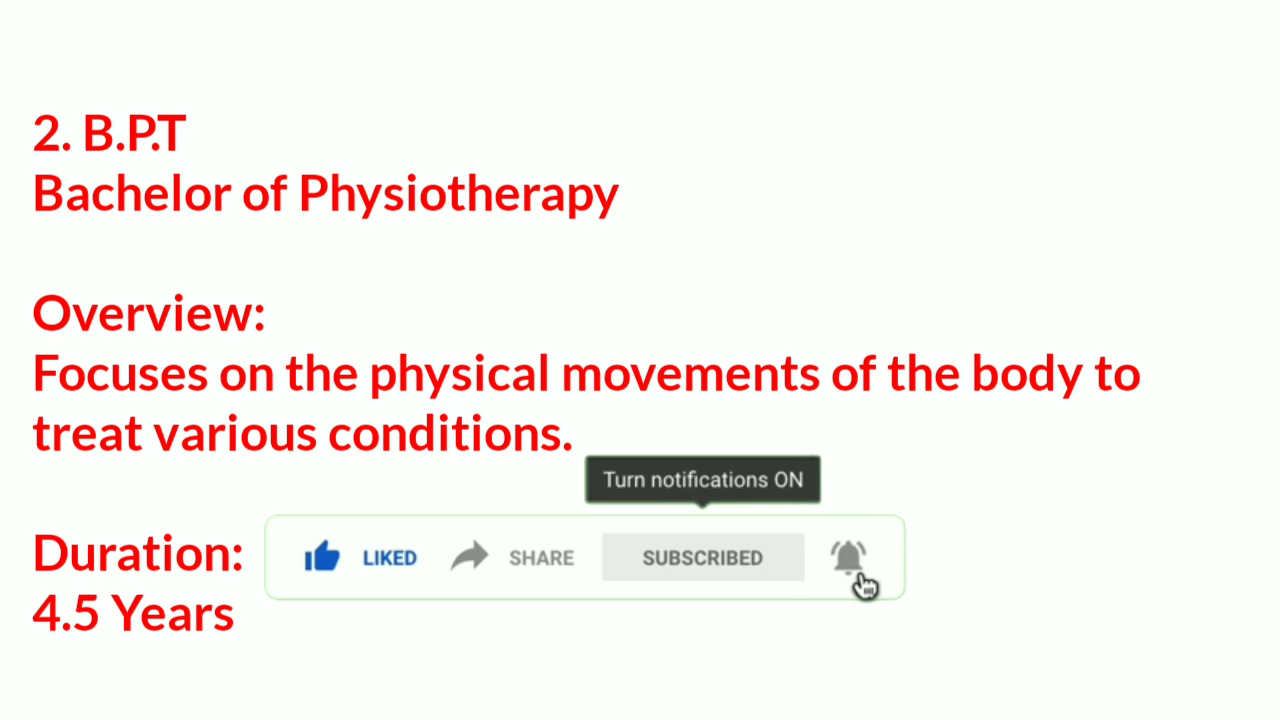 2. B.P.T
Bachelor of Physiotherapy
Overview:
Focuses on the physical movements of the body to
treat various conditions.
Turn notifications ON
Duration:
LIKED SHARE SUBSCRIBED
4.5 Years